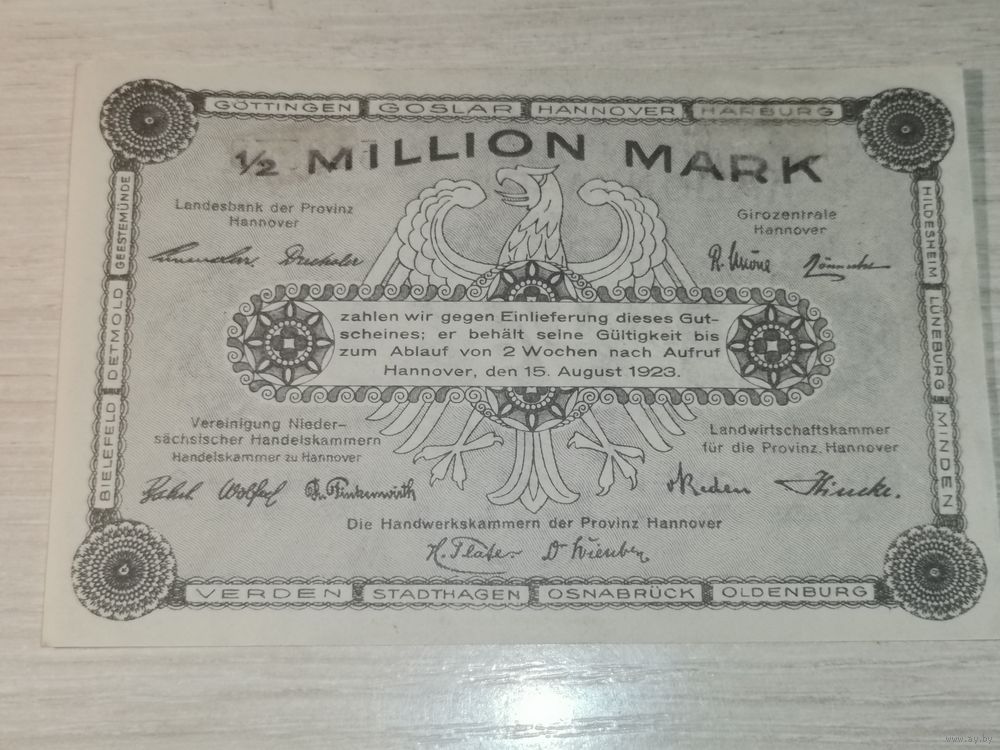 GÖTTINGEN GOSLAR HANNOVER HARBURG
½ MILLION MARK
Landesbank der Provinz
Hannover
Girozentrale
Hannover
zahlen wir gegen Einlieferung dieses Gut-
scheines; er behält seine Gültigkeit bis
zum Ablauf von 2 Wochen nach Aufruf
Hannover, den 15. August 1923.
Vereinigung Nieder-
sächsischer Handelskammern
Handelskammer zu Hannover
Landwirtschaftskammer
für die Provinz Hannover
Die Handwerkskammern der Provinz Hannover
GEESTEMÜNDE
DETMOLD
BIELEFELD
HILDESHEIM
LÜNEBURG
MINDEN
VERDEN STADTHAGEN OSNABRÜCK OLDENBURG
www.ay.by